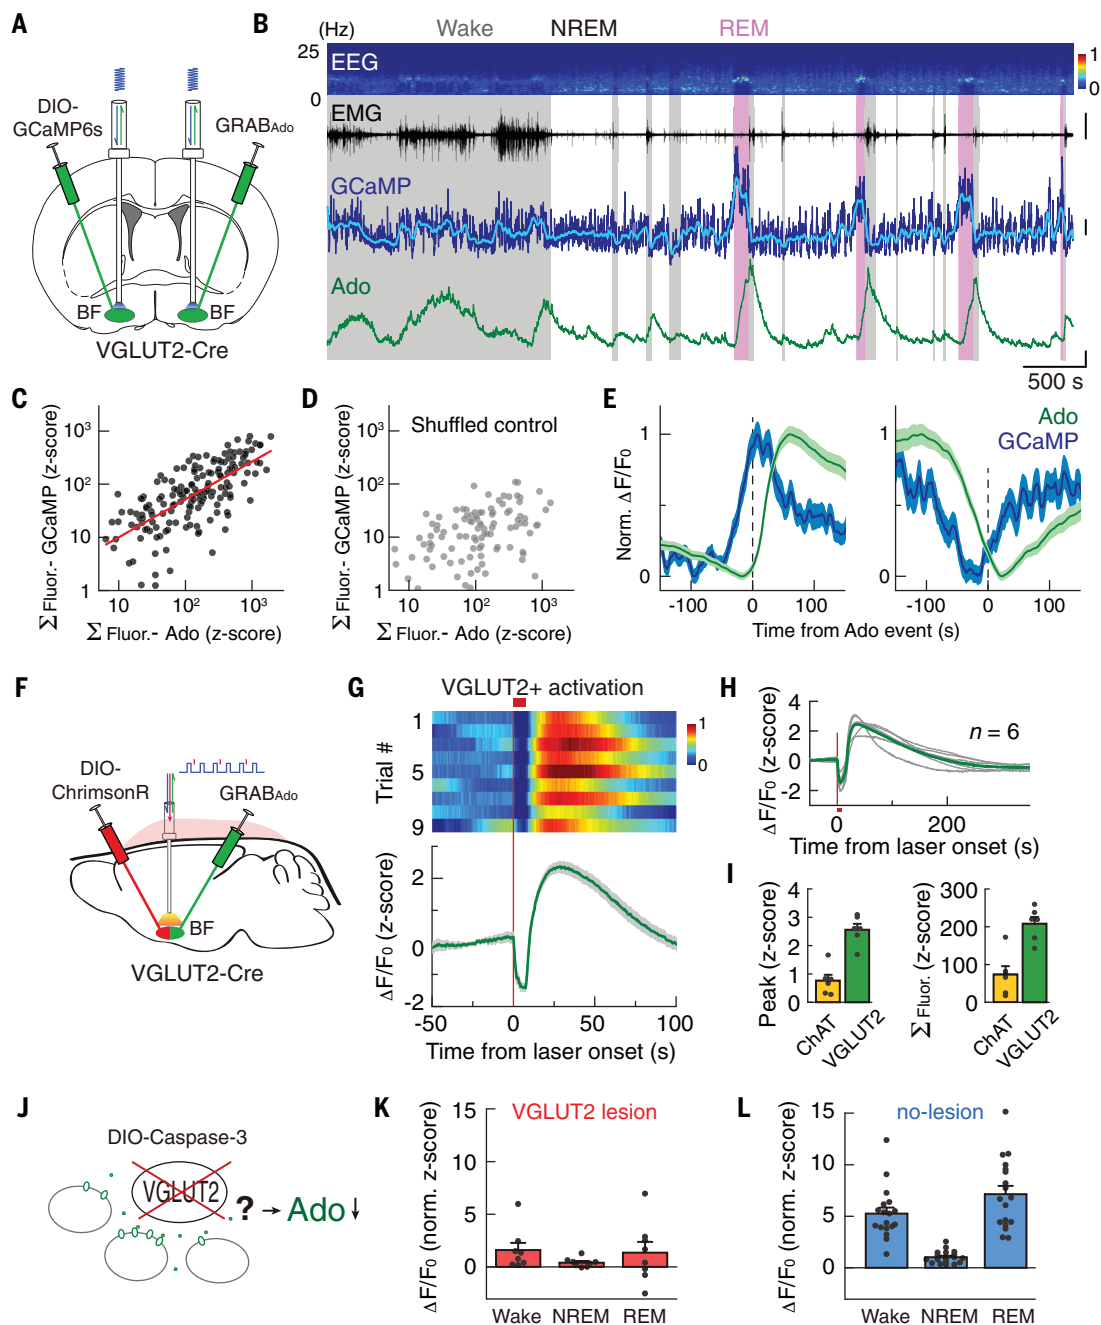 A
DIO-
GCaMP6s
GRABAdo
BF
BF
VGLUT2-Cre
B
(Hz)
Wake
NREM
REM
25
0
EEG
1
0
EMG
GCaMP
Ado
500 s
C
Σ Fluor.- GCaMP (z-score)
10³
10²
10
1
10
10²
10³
Σ Fluor.- Ado (z-score)
D
Shuffled control
Σ Fluor.- GCaMP (z-score)
10³
10²
10
1
10
10²
10³
Σ Fluor.- Ado (z-score)
E
Norm. ΔF/F₀
1
0
-100
0
100
1
0
-100
0
100
Ado
GCaMP
Time from Ado event (s)
F
DIO-
ChrimsonR
GRABAdo
BF
VGLUT2-Cre
G
VGLUT2+ activation
Trial #
1
5
9
1
0
ΔF/F₀ (z-score)
2
0
-2
-50
0
50
100
Time from laser onset (s)
H
ΔF/F₀ (z-score)
4
2
0
-2
n = 6
0
200
Time from laser onset (s)
I
Peak (z-score)
4
3
2
1
0
ChAT
VGLUT2
Σ Fluor. (z-score)
300
200
100
0
ChAT
VGLUT2
J
DIO-Caspase-3
VGLUT2
? → Ado ↓
K
VGLUT2 lesion
ΔF/F₀ (norm. z-score)
15
10
5
0
Wake
NREM
REM
L
no-lesion
ΔF/F₀ (norm. z-score)
15
10
5
0
Wake
NREM
REM